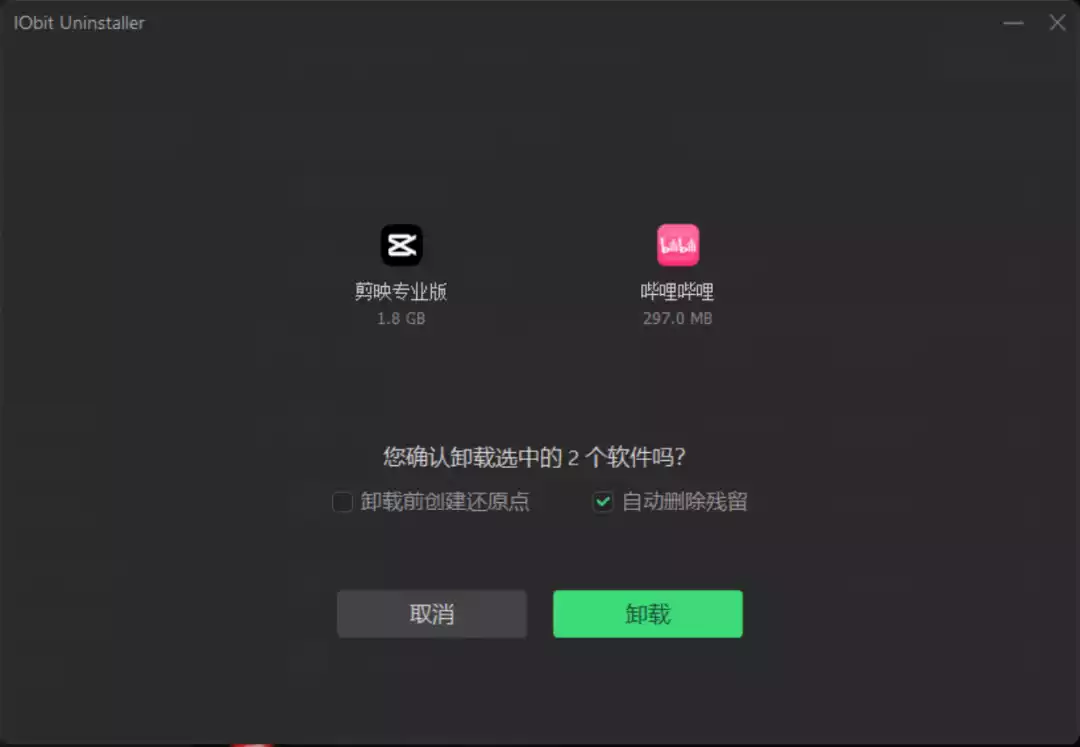 IObit Uninstaller
bilibili
剪映专业版
哔哩哔哩
1.8 GB
297.0 MB
您确认卸载选中的 2 个软件吗?
卸载前创建还原点
自动删除残留
取消
卸载